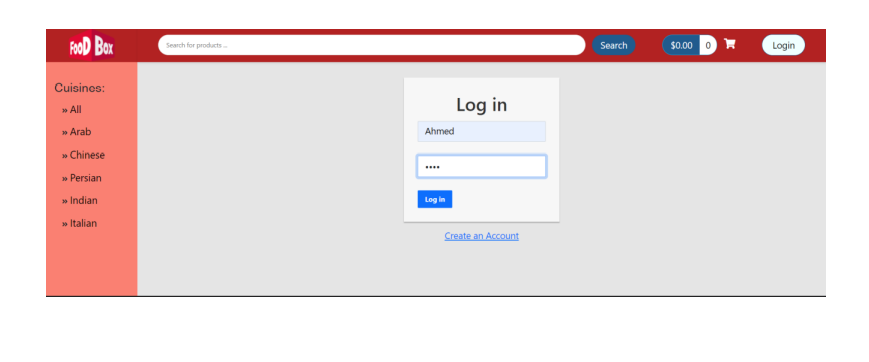 FooD Box
Search for products ...
Search
$0.00 0
Login
Cuisines:
» All
» Arab
» Chinese
» Persian
» Indian
» Italian
Log in
Ahmed
••••
Log in
Create an Account